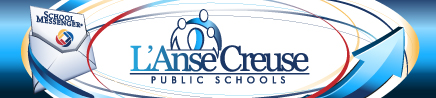 SCHOOL
MESSENGER
L'Anse Creuse
PUBLIC SCHOOLS